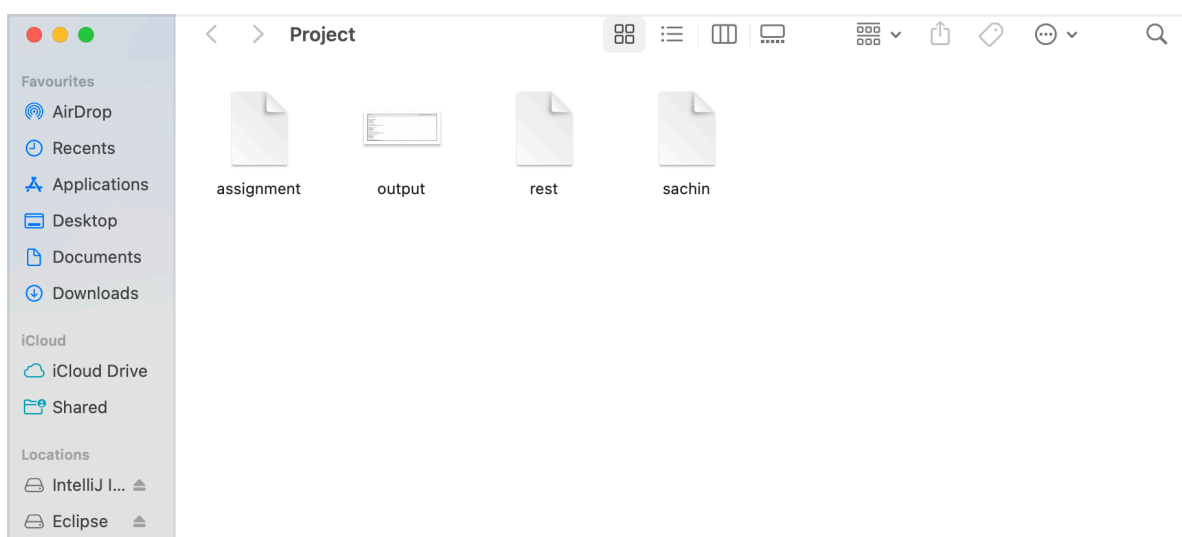 Project
Favourites
AirDrop
Recents
Applications
Desktop
Documents
Downloads
iCloud
iCloud Drive
Shared
Locations
IntelliJ I...
Eclipse
assignment
output
rest
sachin